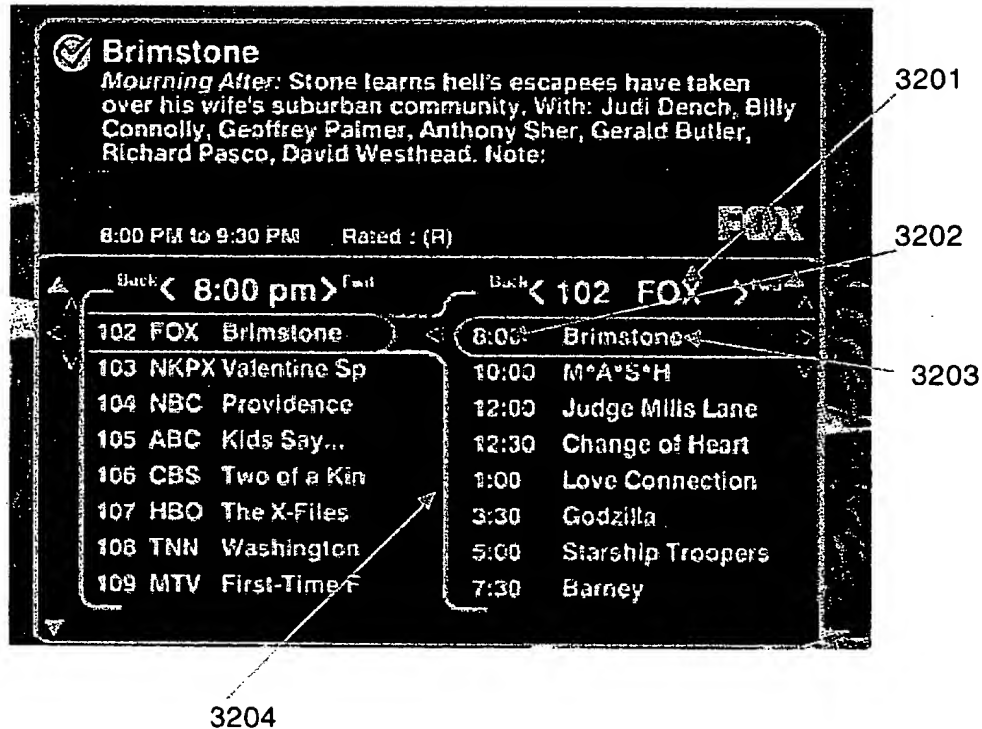 Brimstone
Mourning After: Stone learns hell's escapees have taken
over his wife's suburban community. With: Judi Dench, Billy
Connolly, Geoffrey Palmer, Anthony Sher, Gerald Butler,
Richard Pasco, David Westhead. Note:
8:00 PM to 9:30 PM Rated : (R)
FOX
Back < 8:00 pm > Fwd
102 FOX Brimstone
103 NKPX Valentine Sp
104 NBC Providence
105 ABC Kids Say...
106 CBS Two of a Kin
107 HBO The X-Files
108 TNN Washington
109 MTV First-Time F
Back < 102 FOX > Fwd
8:00 Brimstone
10:00 M*A*S*H
12:00 Judge Mills Lane
12:30 Change of Heart
1:00 Love Connection
3:30 Godzilla
5:00 Starship Troopers
7:30 Barney
3201
3202
3203
3204